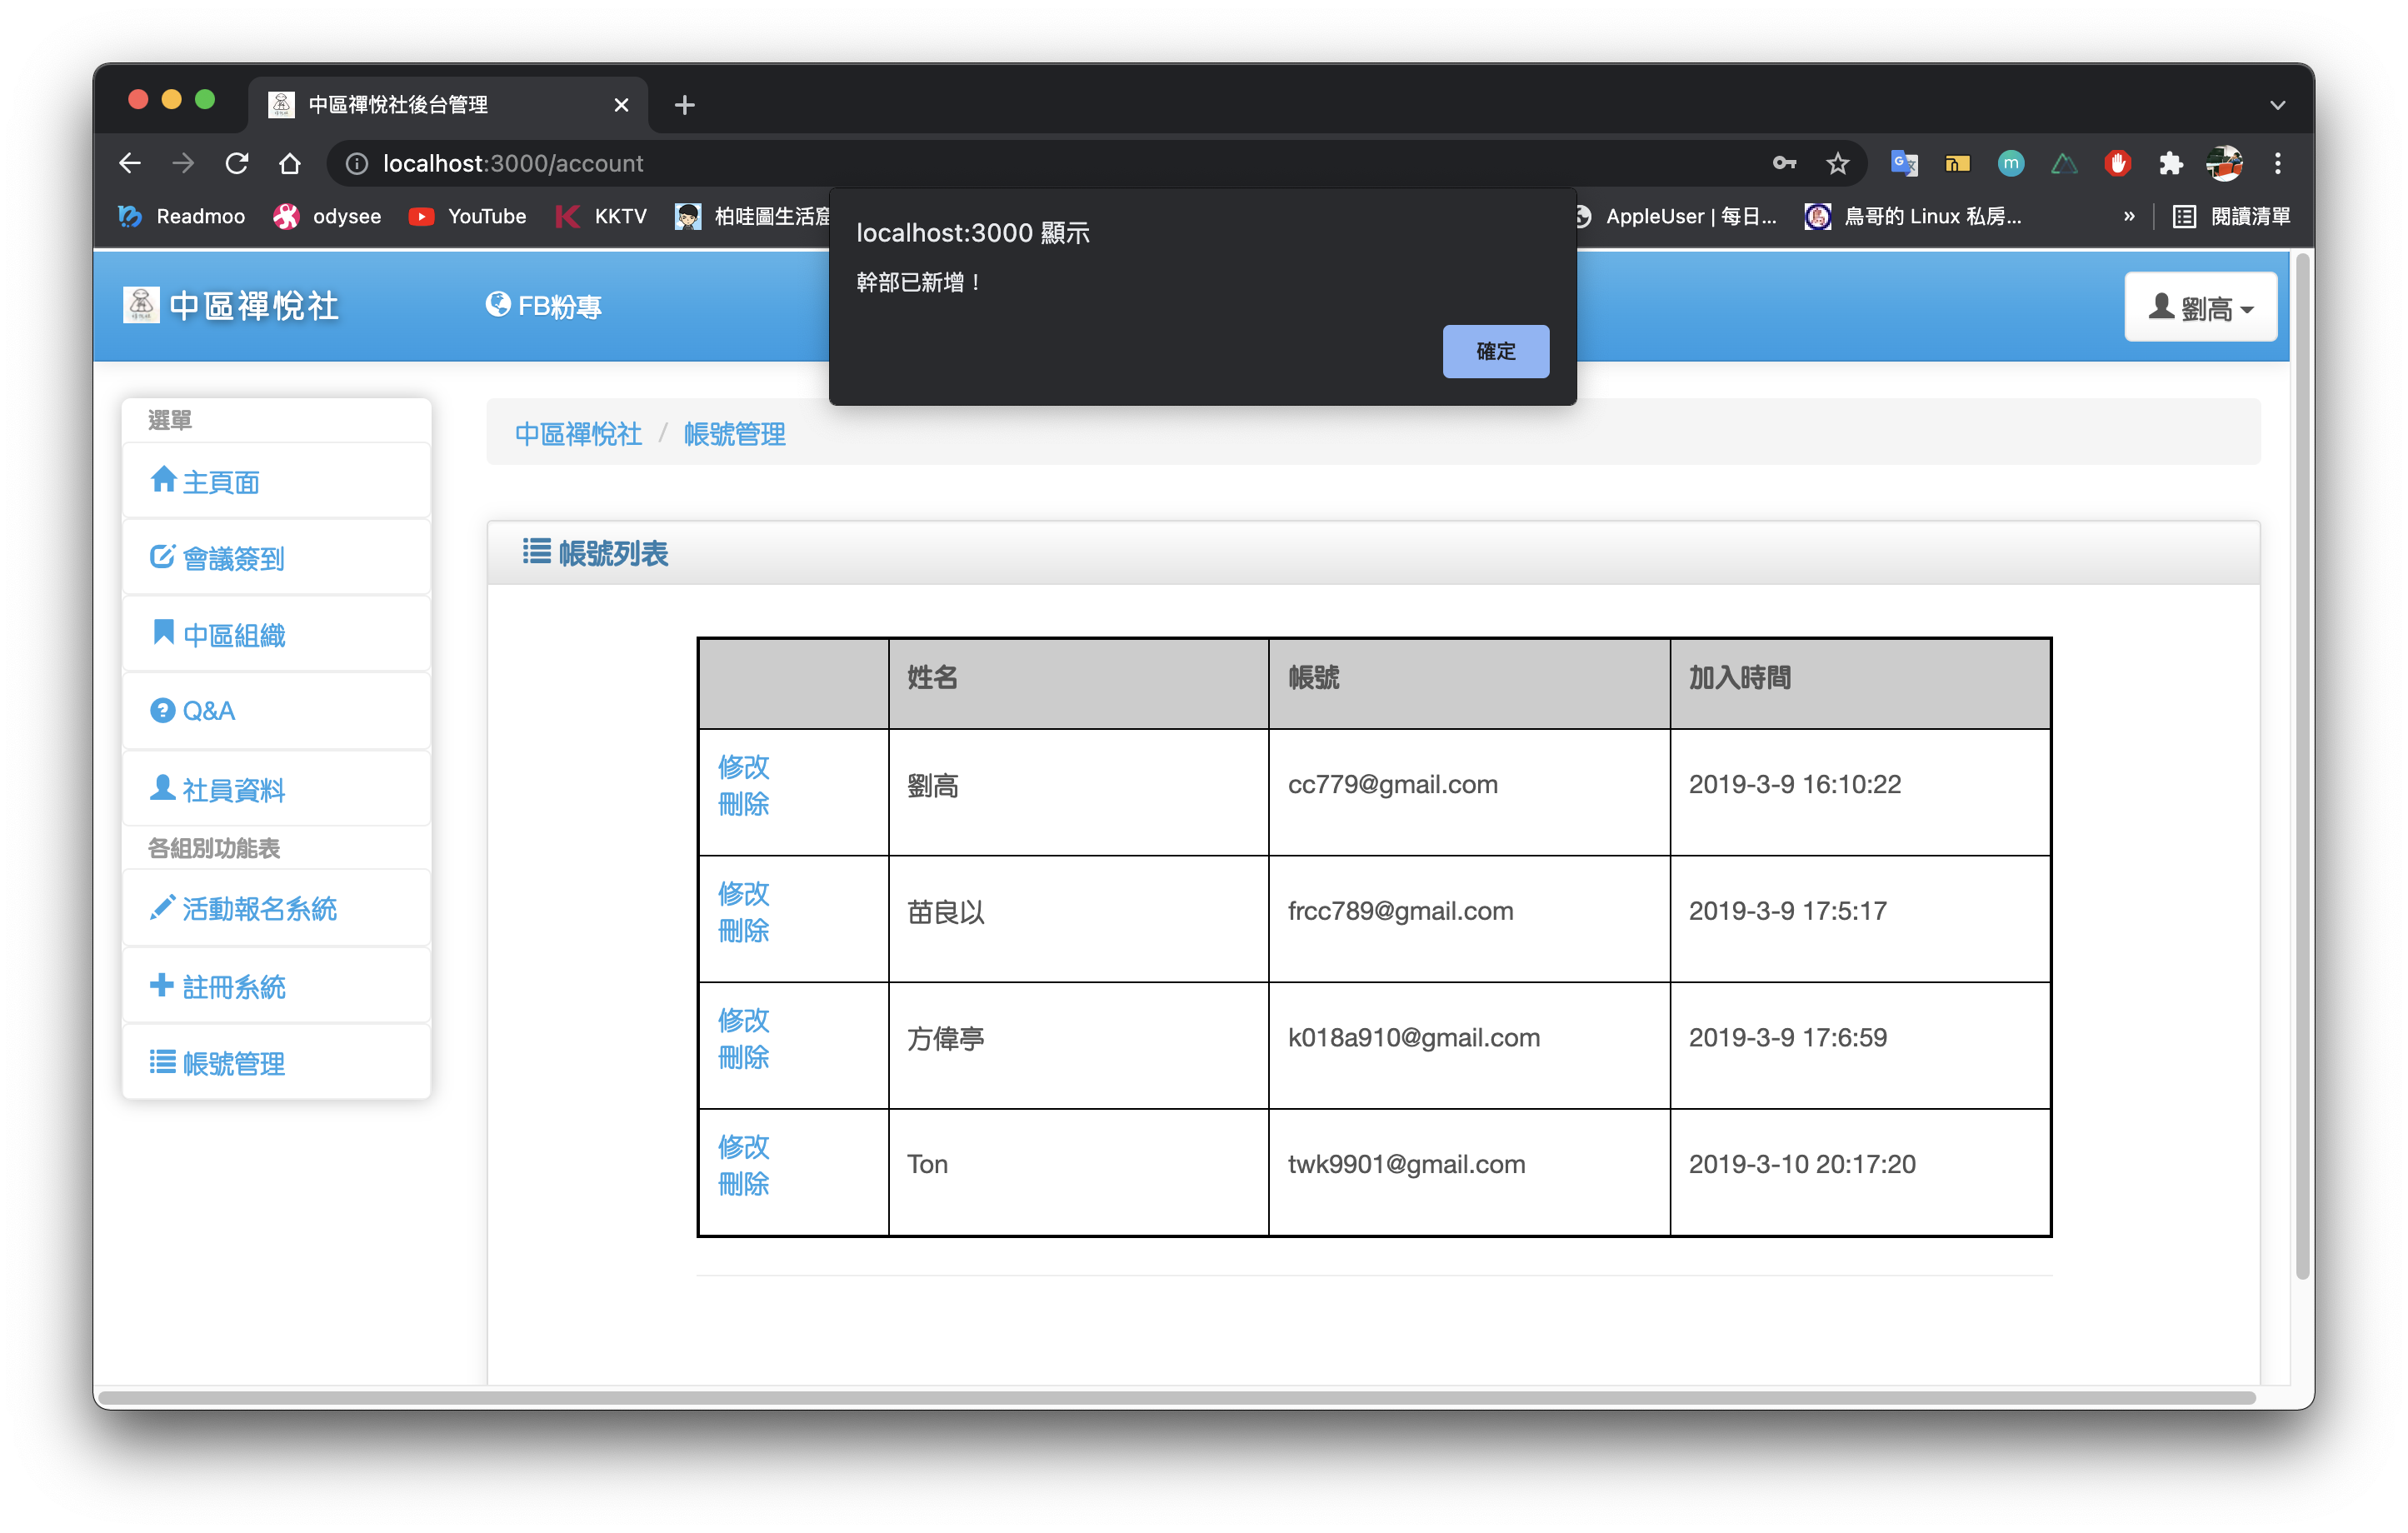 中區禪悅社後台管理
localhost:3000/account
Readmoo
odysee
YouTube
KKTV
柏哇圖生活窩
AppleUser | 每日...
鳥哥的 Linux 私房...
»
閱讀清單
localhost:3000 顯示
幹部已新增！
確定
中區禪悅社
FB粉專
劉高
選單
主頁面
會議簽到
中區組織
Q&A
社員資料
各組別功能表
活動報名系統
註冊系統
帳號管理
中區禪悅社 / 帳號管理
帳號列表
姓名 帳號 加入時間
修改
刪除
劉高 cc779@gmail.com 2019-3-9 16:10:22
修改
刪除
苗良以 frcc789@gmail.com 2019-3-9 17:5:17
修改
刪除
方偉亭 k018a910@gmail.com 2019-3-9 17:6:59
修改
刪除
Ton twk9901@gmail.com 2019-3-10 20:17:20